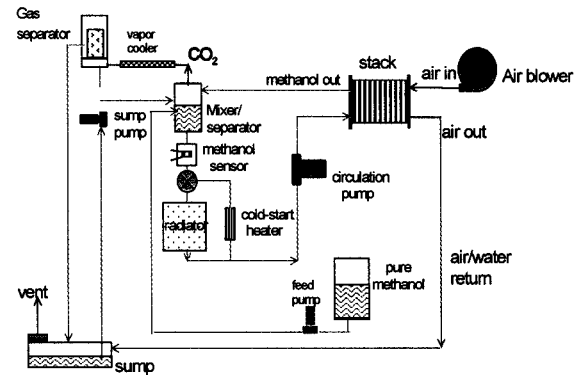 Gas
separator
vapor
cooler
CO2
stack
air in
Air blower
methanol out
sump
pump
Mixer/
separator
air out
methanol
sensor
circulation
pump
radiator
cold-start
heater
air/water
return
pure
methanol
feed
pump
vent
sump